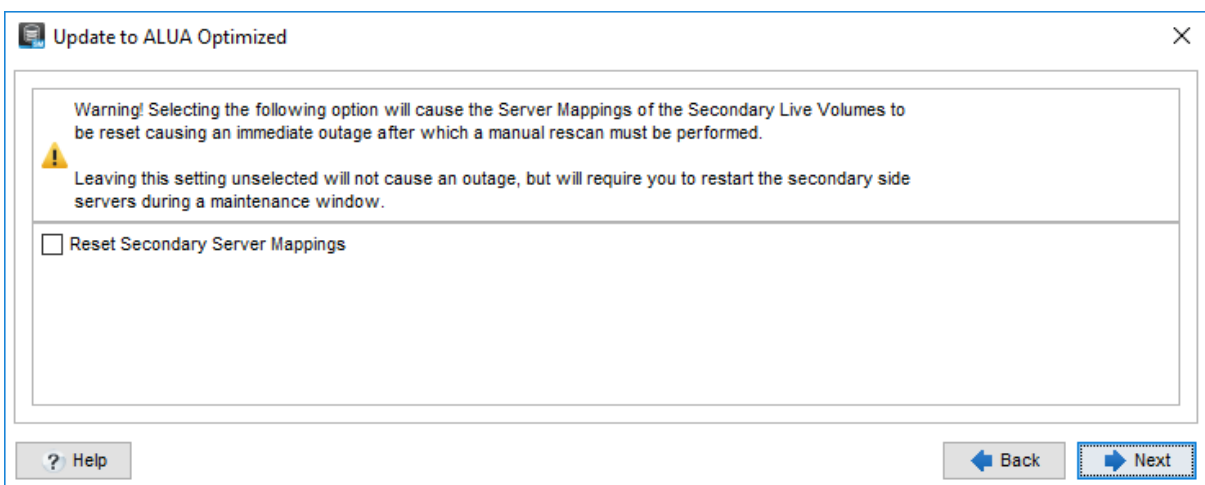 Update to ALUA Optimized
Warning! Selecting the following option will cause the Server Mappings of the Secondary Live Volumes to
be reset causing an immediate outage after which a manual rescan must be performed.
Leaving this setting unselected will not cause an outage, but will require you to restart the secondary side
servers during a maintenance window.
Reset Secondary Server Mappings
? Help
Back
Next